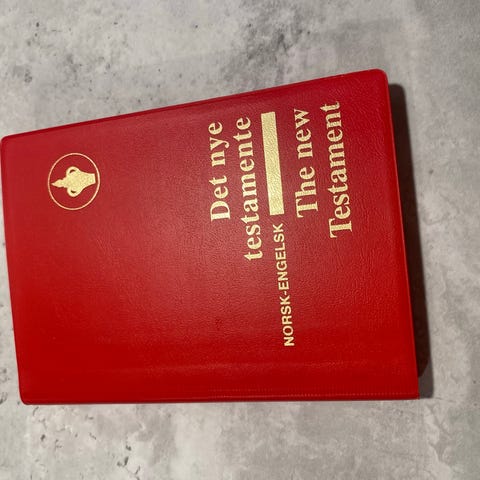 Det nye
testamente
NORSK-ENGELSK
The new
Testament